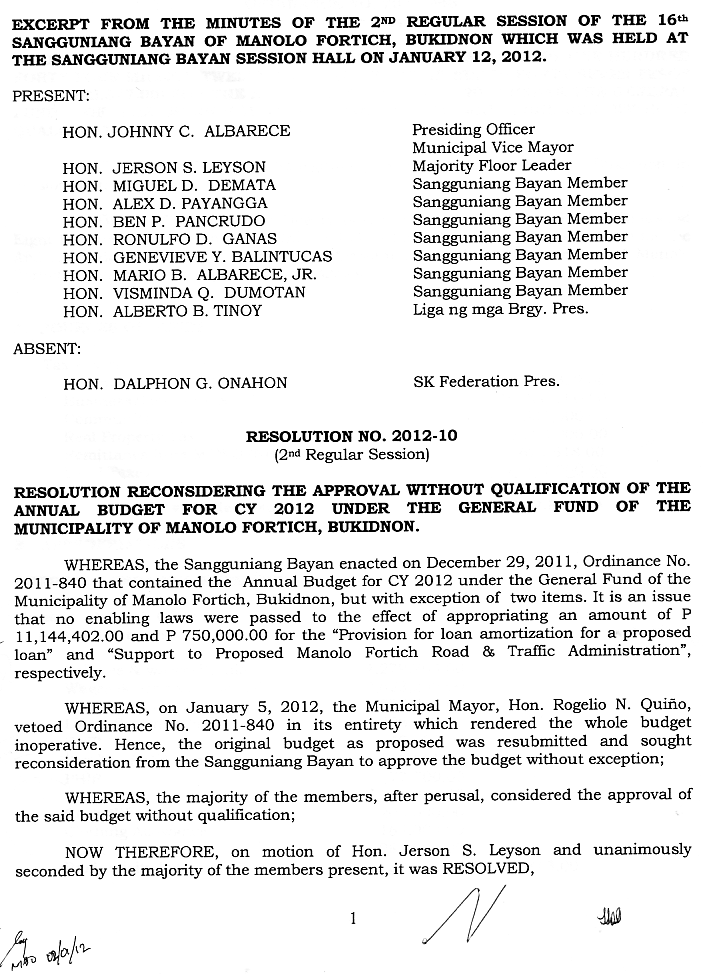 EXCERPT FROM THE MINUTES OF THE 2ND REGULAR SESSION OF THE 16th
SANGGUNIANG BAYAN OF MANOLO FORTICH, BUKIDNON WHICH WAS HELD AT
THE SANGGUNIANG BAYAN SESSION HALL ON JANUARY 12, 2012.
PRESENT:
HON. JOHNNY C. ALBARECE Presiding Officer
Municipal Vice Mayor
HON. JERSON S. LEYSON Majority Floor Leader
HON. MIGUEL D. DEMATA Sangguniang Bayan Member
HON. ALEX D. PAYANGGA Sangguniang Bayan Member
HON. BEN P. PANCRUDO Sangguniang Bayan Member
HON. RONULFO D. GANAS Sangguniang Bayan Member
HON. GENEVIEVE Y. BALINTUCAS Sangguniang Bayan Member
HON. MARIO B. ALBARECE, JR. Sangguniang Bayan Member
HON. VISMINDA Q. DUMOTAN Sangguniang Bayan Member
HON. ALBERTO B. TINOY Liga ng mga Brgy. Pres.
ABSENT:
HON. DALPHON G. ONAHON SK Federation Pres.
RESOLUTION NO. 2012-10
(2nd Regular Session)
RESOLUTION RECONSIDERING THE APPROVAL WITHOUT QUALIFICATION OF THE
ANNUAL BUDGET FOR CY 2012 UNDER THE GENERAL FUND OF THE
MUNICIPALITY OF MANOLO FORTICH, BUKIDNON.
WHEREAS, the Sangguniang Bayan enacted on December 29, 2011, Ordinance No.
2011-840 that contained the Annual Budget for CY 2012 under the General Fund of the
Municipality of Manolo Fortich, Bukidnon, but with exception of two items. It is an issue
that no enabling laws were passed to the effect of appropriating an amount of P
11,144,402.00 and P 750,000.00 for the “Provision for loan amortization for a proposed
loan” and “Support to Proposed Manolo Fortich Road & Traffic Administration”,
respectively.
WHEREAS, on January 5, 2012, the Municipal Mayor, Hon. Rogelio N. Quiño,
vetoed Ordinance No. 2011-840 in its entirety which rendered the whole budget
inoperative. Hence, the original budget as proposed was resubmitted and sought
reconsideration from the Sangguniang Bayan to approve the budget without exception;
WHEREAS, the majority of the members, after perusal, considered the approval of
the said budget without qualification;
NOW THEREFORE, on motion of Hon. Jerson S. Leyson and unanimously
seconded by the majority of the members present, it was RESOLVED,
1